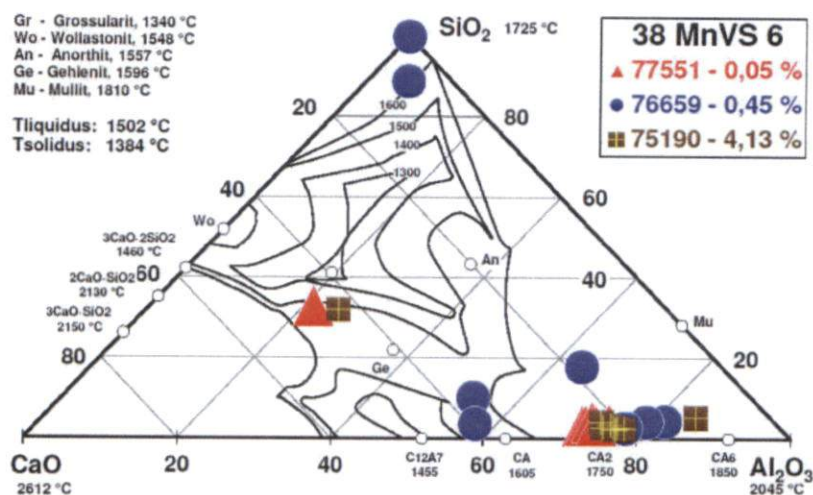 Gr - Grossularit, 1340 °C
Wo - Wollastonit, 1548 °C
An - Anorthit, 1557 °C
Ge - Gehlenit, 1596 °C
Mu - Mullit, 1810 °C
Tliquidus: 1502 °C
Tsolidus: 1384 °C
SiO2 1725 °C
38 MnVS 6
77551 - 0,05 %
76659 - 0,45 %
75190 - 4,13 %
1600
20
1500
80
1400
1300
40
60
Wo
3CaO-2SiO2
1460 °C
An
60
40
2CaO-SiO2
2130 °C
3CaO-SiO2
2150 °C
Mu
80
Ge
20
CaO
2612 °C
20
40
C12A7
1455
60
CA
1605
CA2
1750
80
CA6
1850
Al2O3
2045 °C